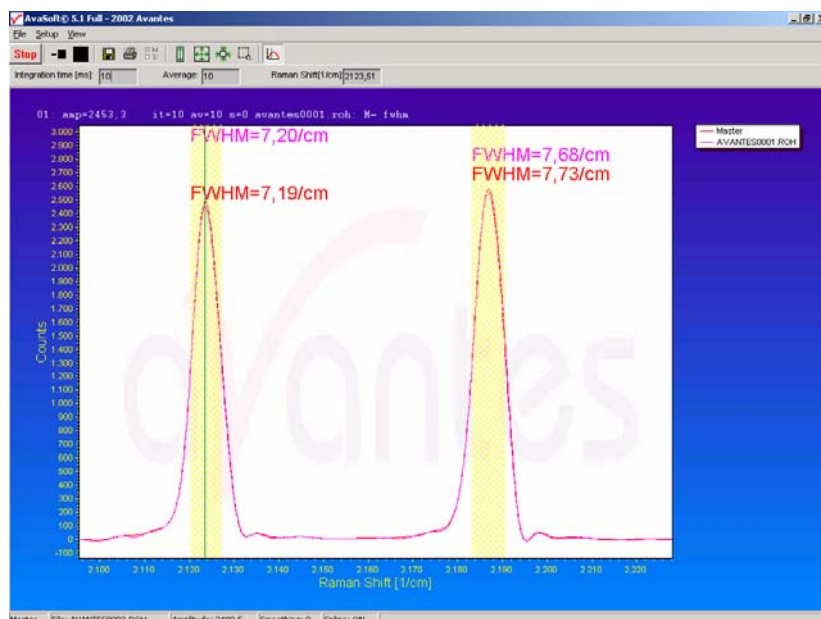 AvaSoft© 5.1 Full - 2002 Avantes
File Setup View
Stop
Integration time [ms]: 10 Average: 10 Raman Shift[1/cm] 2123,51
01: amp=2453,3 it=10 av=10 s=0 avantes0001.roh: M- fwhm
Master
AVANTES0001.ROH
FWHM=7,20/cm
FWHM=7,19/cm
FWHM=7,68/cm
FWHM=7,73/cm
3.000
2.900
2.800
2.700
2.600
2.500
2.400
2.300
2.200
2.100
2.000
1.900
1.800
1.700
1.600
1.500
1.400
1.300
1.200
1.100
1.000
900
800
700
600
500
400
300
200
100
0
-100
Counts
avantes
2.100 2.110 2.120 2.130 2.140 2.150 2.160 2.170 2.180 2.190 2.200 2.210 2.220
Raman Shift [1/cm]